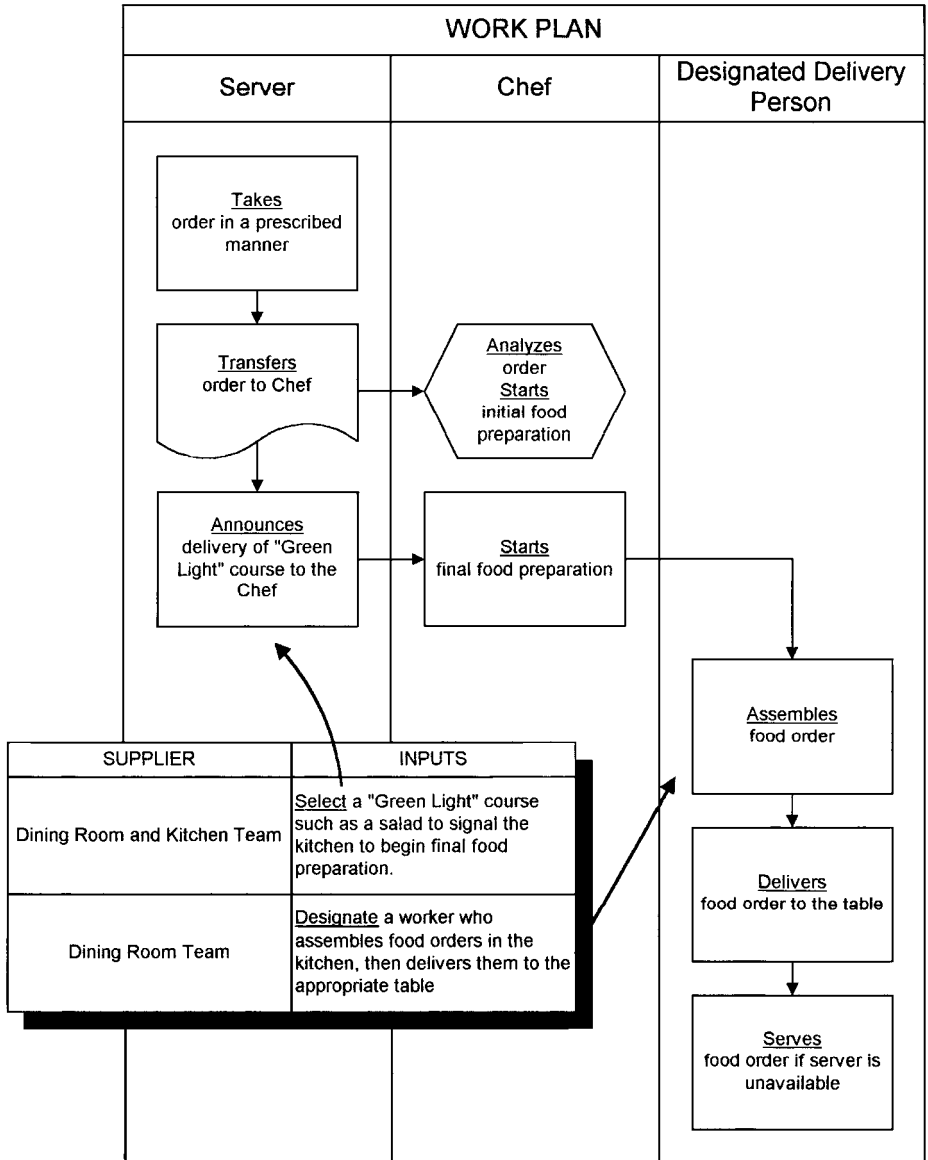 WORK PLAN
Server
Chef
Designated Delivery
Person
Takes
order in a prescribed
manner
Transfers
order to Chef
Analyzes
order
Starts
initial food
preparation
Announces
delivery of "Green
Light" course to the
Chef
Starts
final food preparation
Assembles
food order
Delivers
food order to the table
Serves
food order if server is
unavailable
SUPPLIER
INPUTS
Dining Room and Kitchen Team
Select a "Green Light" course
such as a salad to signal the
kitchen to begin final food
preparation.
Dining Room Team
Designate a worker who
assembles food orders in the
kitchen, then delivers them to the
appropriate table